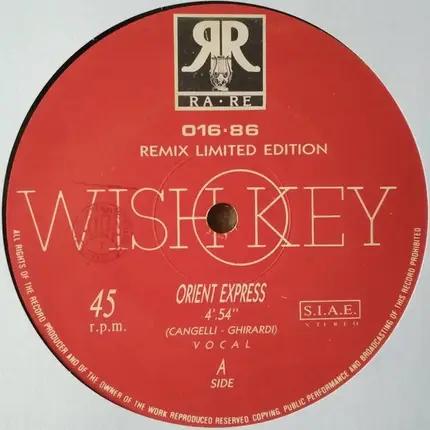 RR
RA·RE
016·86
REMIX LIMITED EDITION
WISH KEY
45
r.p.m.
ORIENT EXPRESS
4'.54''
(CANGELLI - GHIRARDI)
VOCAL
A
SIDE
S.I.A.E.
STEREO
ALL RIGHTS OF THE RECORD PRODUCER AND OF THE OWNER OF THE WORK REPRODUCED RESERVED COPYING, PUBLIC PERFORMANCE AND BROADCASTING OF THIS RECORD PROHIBITED